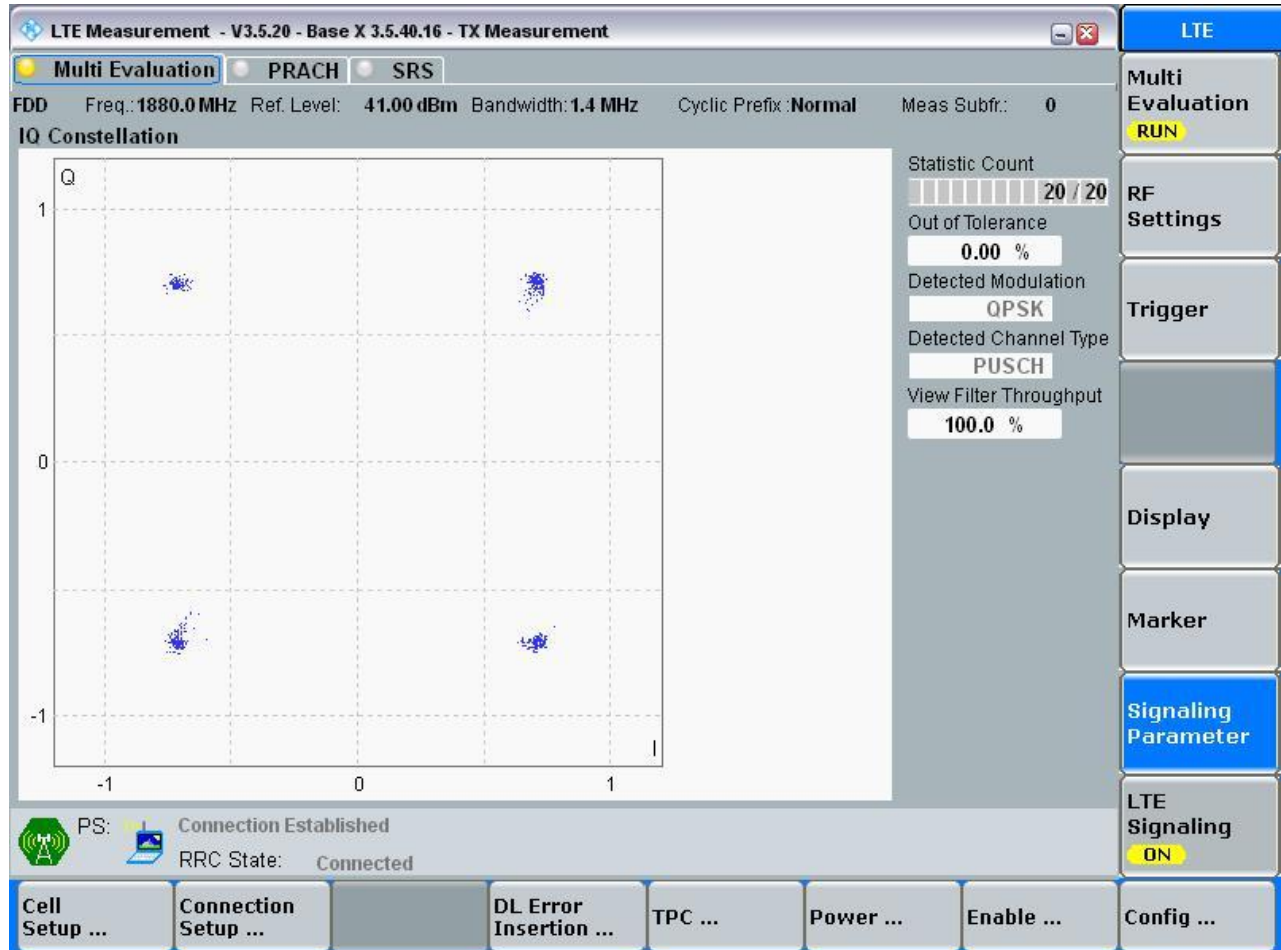 LTE Measurement - V3.5.20 - Base X 3.5.40.16 - TX Measurement
LTE
Multi Evaluation PRACH SRS
FDD Freq.: 1880.0 MHz Ref. Level: 41.00 dBm Bandwidth: 1.4 MHz Cyclic Prefix : Normal Meas Subfr.: 0
IQ Constellation
Q
1
0
-1
-1 0 1
I
Statistic Count
20 / 20
Out of Tolerance
0.00 %
Detected Modulation
QPSK
Detected Channel Type
PUSCH
View Filter Throughput
100.0 %
Multi
Evaluation
RUN
RF
Settings
Trigger
Display
Marker
Signaling
Parameter
LTE
Signaling
ON
PS: Connection Established
RRC State: Connected
Cell
Setup ...
Connection
Setup ...
DL Error
Insertion ...
TPC ...
Power ...
Enable ...
Config ...